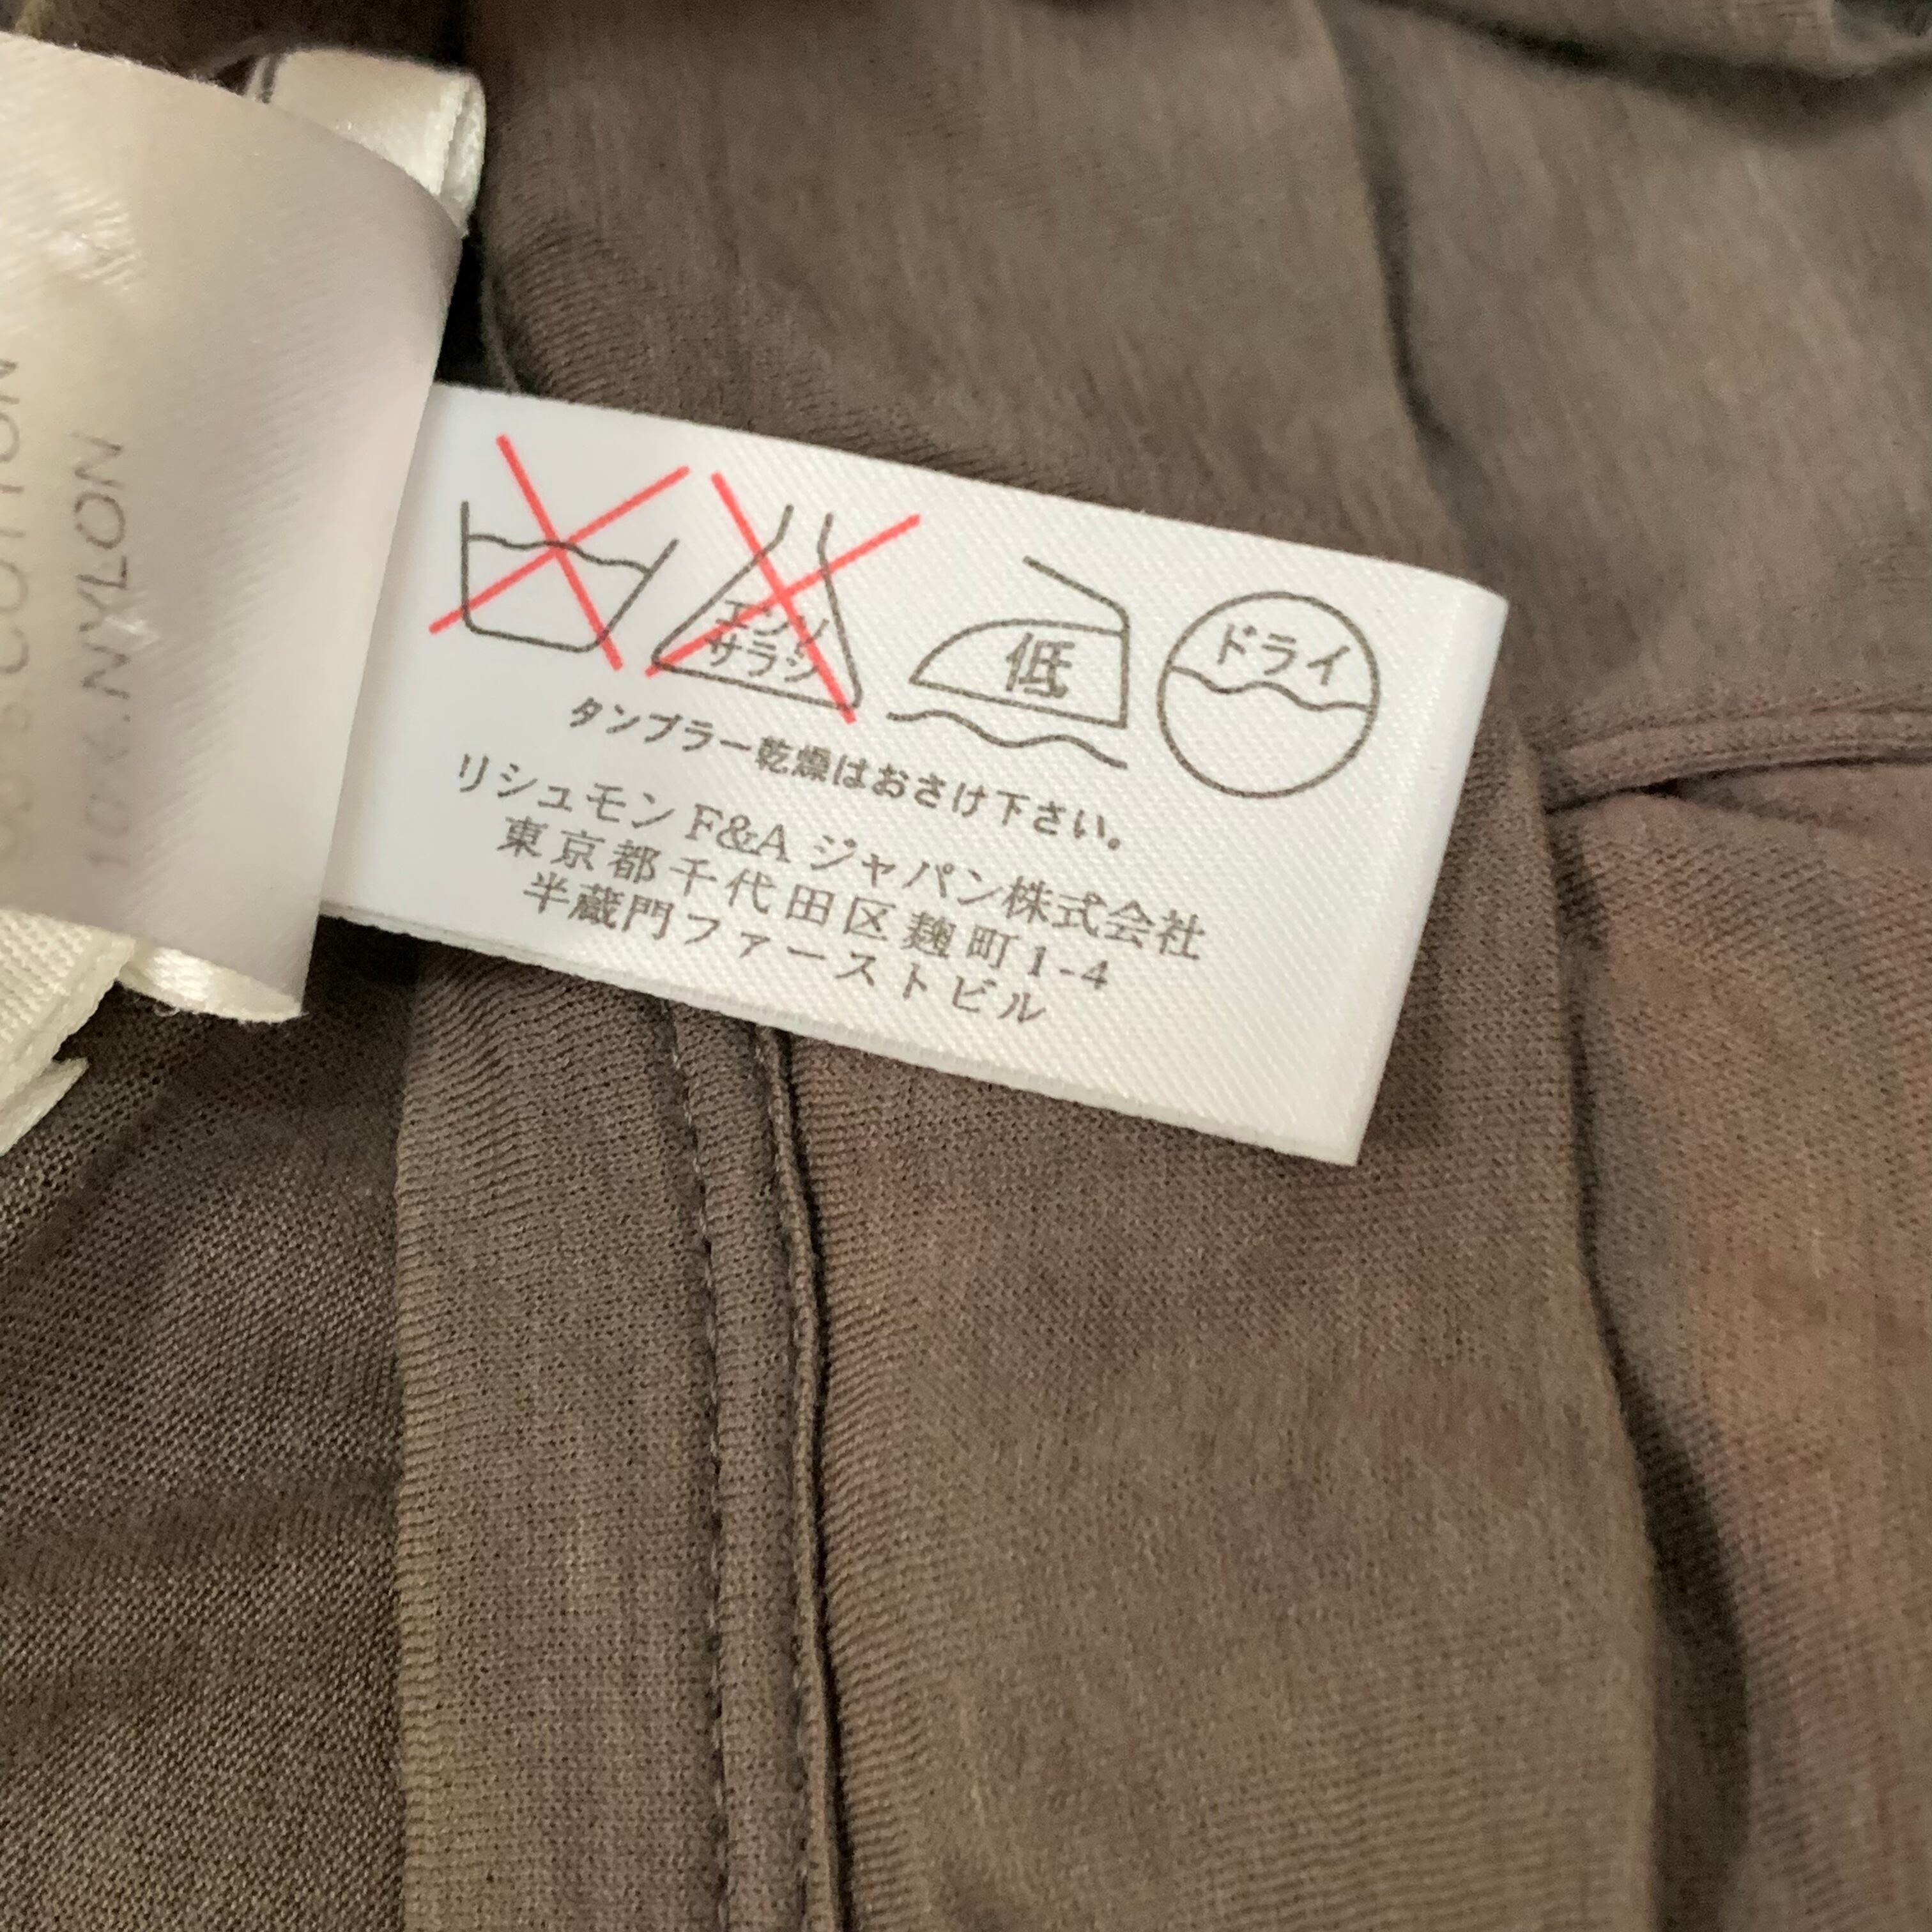 COTTON
NYLON
エンソ
サラシ
低
ドライ
タンブラー乾燥はおさけ下さい。
リシュモン F&A ジャパン株式会社
東京都千代田区麹町1-4
半蔵門ファーストビル